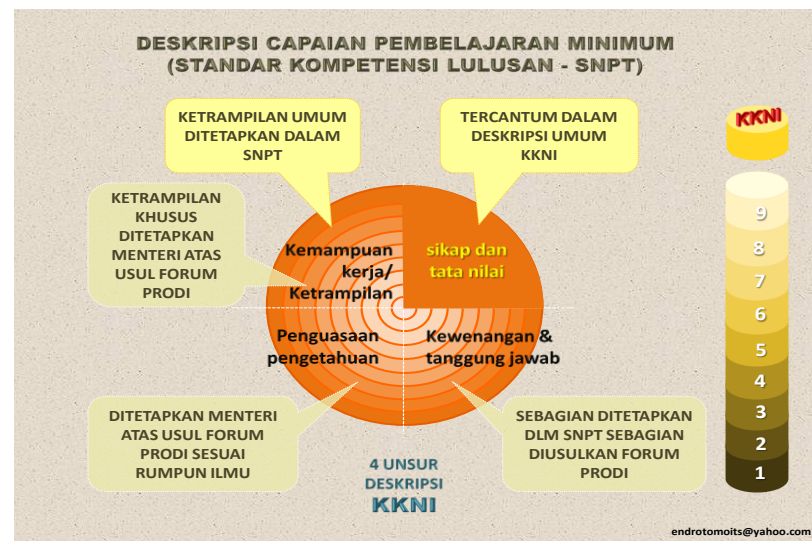 DESKRIPSI CAPAIAN PEMBELAJARAN MINIMUM
(STANDAR KOMPETENSI LULUSAN - SNPT)
KETRAMPILAN UMUM
DITETAPKAN DALAM
SNPT
TERCANTUM DALAM
DESKRIPSI UMUM
KKNI
KKNI
KETRAMPILAN
KHUSUS
DITETAPKAN
MENTERI ATAS
USUL FORUM
PRODI
Kemampuan
kerja/
Ketrampilan
sikap dan
tata nilai
Penguasaan
pengetahuan
Kewenangan &
tanggung jawab
DITETAPKAN MENTERI
ATAS USUL FORUM
PRODI SESUAI
RUMPUN ILMU
SEBAGIAN DITETAPKAN
DLM SNPT SEBAGIAN
DIUSULKAN FORUM
PRODI
4 UNSUR
DESKRIPSI
KKNI
9
8
7
6
5
4
3
2
1
endrotomoits@yahoo.com